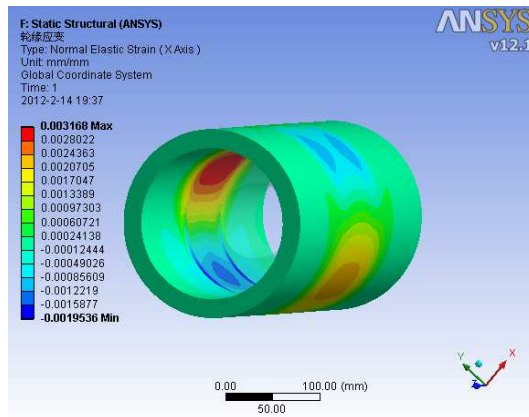 F: Static Structural (ANSYS)
轮缘应变
Type: Normal Elastic Strain ( X Axis )
Unit: mm/mm
Global Coordinate System
Time: 1
2012-2-14 19:37
0.003168 Max
0.0028022
0.0024363
0.0020705
0.0017047
0.0013389
0.00097303
0.00060721
0.00024138
-0.00012444
-0.00049026
-0.00085609
-0.0012219
-0.0015877
-0.0019536 Min
ANSYS
v12.1
0.00
100.00 (mm)
50.00
Y
X
Z